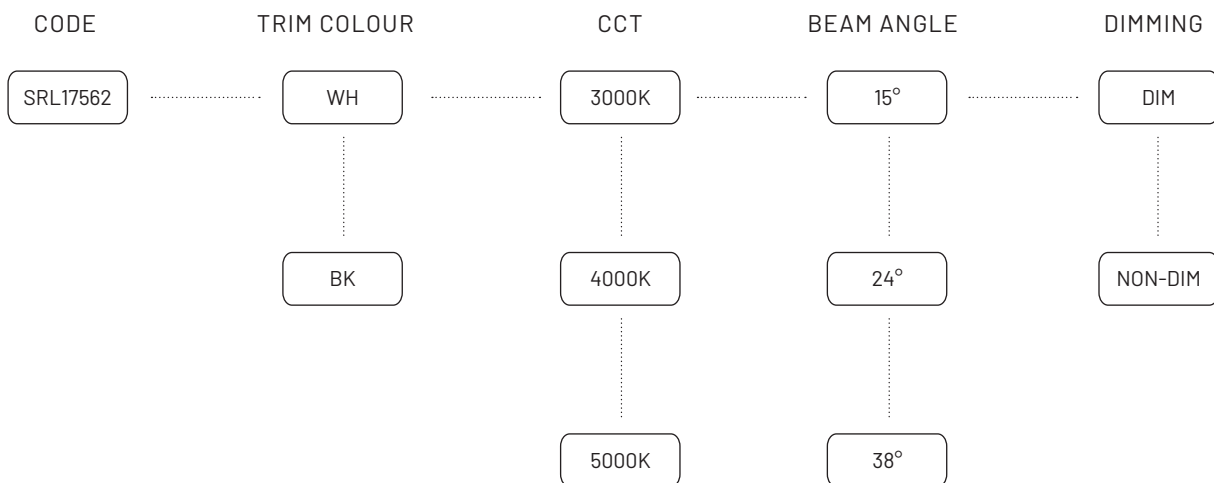 CODE TRIM COLOUR CCT BEAM ANGLE DIMMING
SRL17562 WH 3000K 15° DIM
BK 4000K 24° NON-DIM
5000K 38°